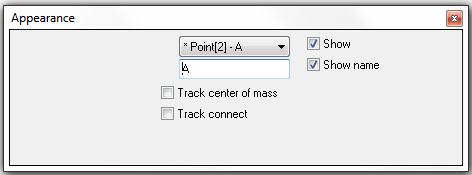 Appearance
* Point[2] - A
Show
A
Show name
Track center of mass
Track connect